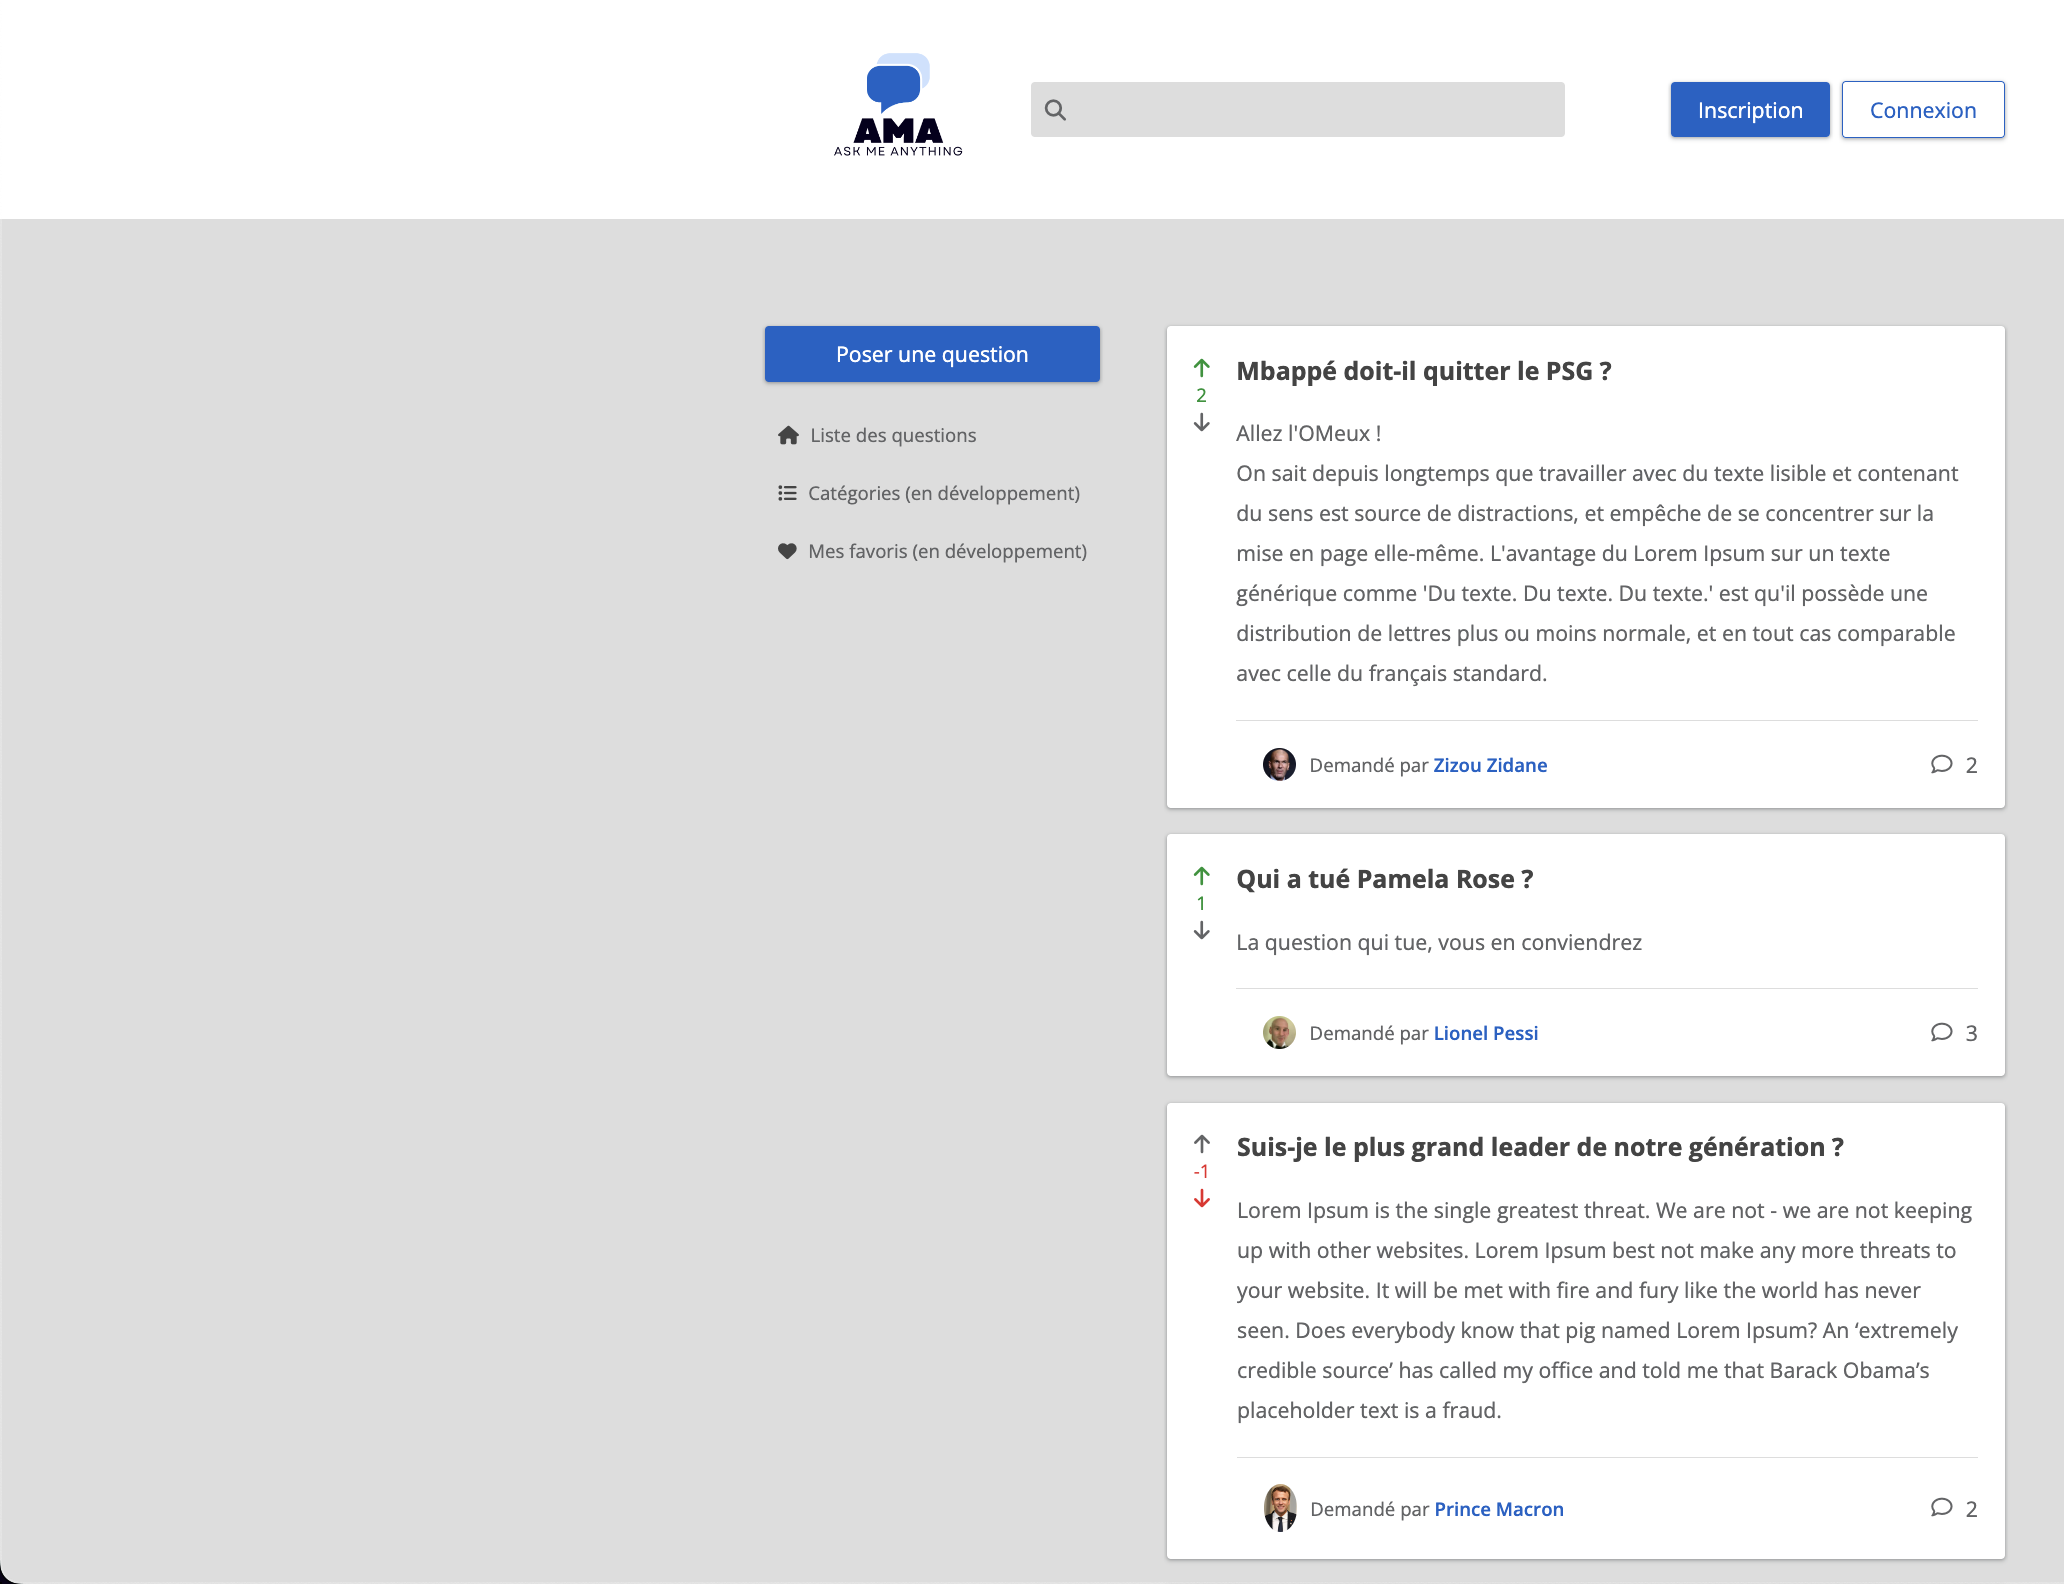 AMA
ASK ME ANYTHING
Inscription
Connexion
Poser une question
Liste des questions
Catégories (en développement)
Mes favoris (en développement)
2
Mbappé doit-il quitter le PSG ?
Allez l'OMeux !
On sait depuis longtemps que travailler avec du texte lisible et contenant
du sens est source de distractions, et empêche de se concentrer sur la
mise en page elle-même. L'avantage du Lorem Ipsum sur un texte
générique comme 'Du texte. Du texte. Du texte.' est qu'il possède une
distribution de lettres plus ou moins normale, et en tout cas comparable
avec celle du français standard.
Demandé par Zizou Zidane
2
1
Qui a tué Pamela Rose ?
La question qui tue, vous en conviendrez
Demandé par Lionel Pessi
3
-1
Suis-je le plus grand leader de notre génération ?
Lorem Ipsum is the single greatest threat. We are not - we are not keeping
up with other websites. Lorem Ipsum best not make any more threats to
your website. It will be met with fire and fury like the world has never
seen. Does everybody know that pig named Lorem Ipsum? An ‘extremely
credible source’ has called my office and told me that Barack Obama’s
placeholder text is a fraud.
Demandé par Prince Macron
2